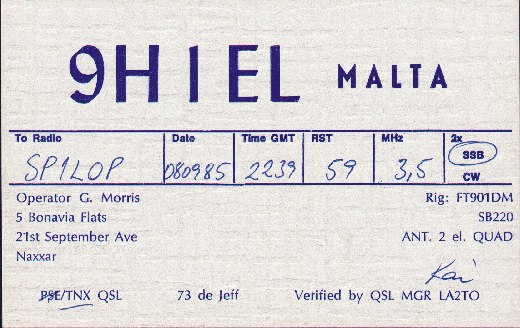 9H1EL MALTA
To Radio Date Time GMT RST MHz 2x
SP1LOP 080985 2239 59 3,5 SSB
CW
Operator G. Morris Rig: FT901DM
5 Bonavia Flats SB220
21st September Ave ANT. 2 el. QUAD
Naxxar
Kai
PSE/TNX QSL 73 de Jeff Verified by QSL MGR LA2TO